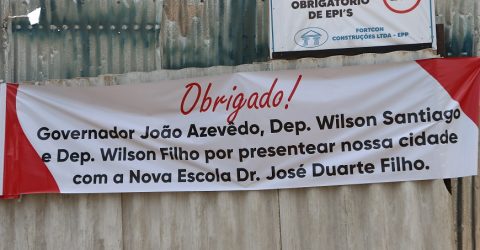 OBRIGATÓRIO
DE EPI'S
FORTCON
CONSTRUÇÕES LTDA - EPP
Obrigado!
Governador João Azevêdo, Dep. Wilson Santiago
e Dep. Wilson Filho por presentear nossa cidade
com a Nova Escola Dr. José Duarte Filho.